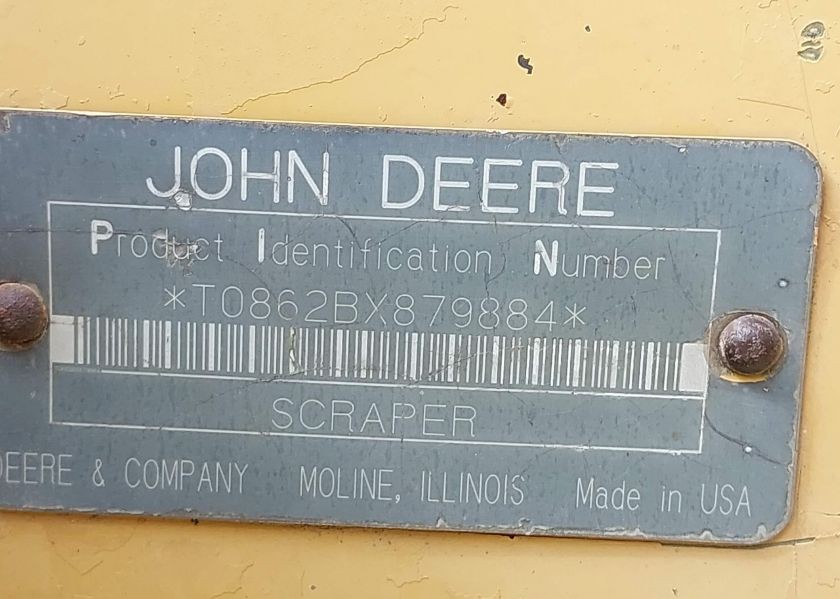 JOHN DEERE
Product Identification Number
*T0862BX879884*
SCRAPER
DEERE & COMPANY MOLINE, ILLINOIS Made in USA